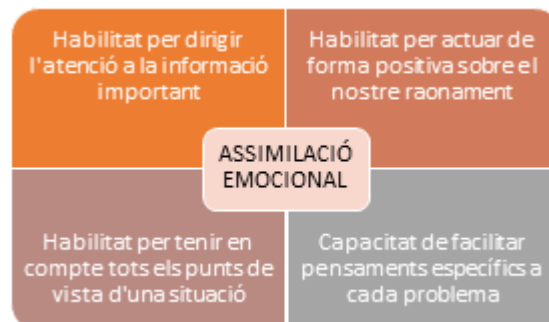 Habilitat per dirigir
l'atenció a la informació
important
Habilitat per actuar de
forma positiva sobre el
nostre raonament
ASSIMILACIÓ
EMOCIONAL
Habilitat per tenir en
compte tots els punts de
vista d'una situació
Capacitat de facilitar
pensaments específics a
cada problema